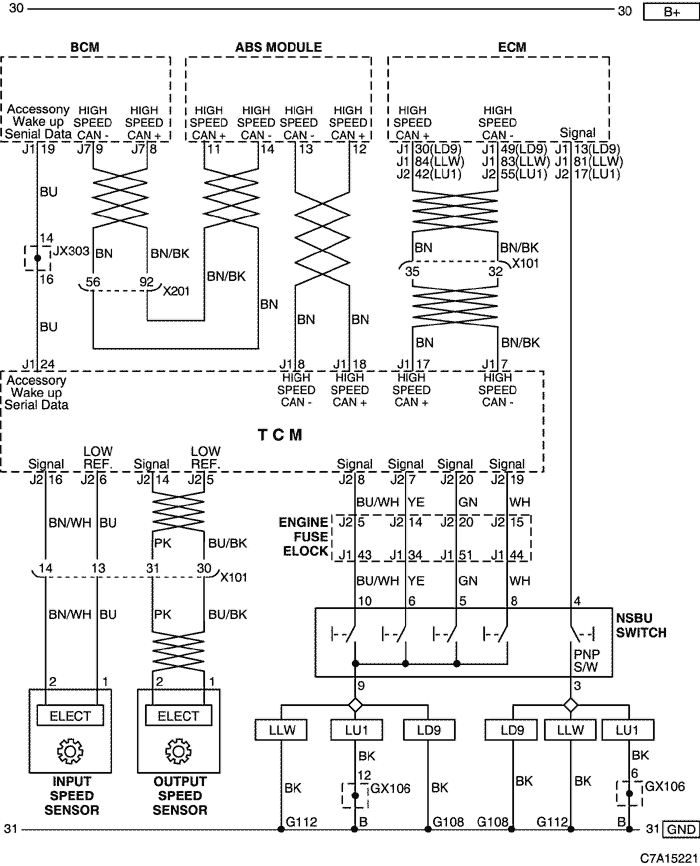 30 30 B+
BCM ABS MODULE ECM
Accessory
Wake up
Senial Data
HIGH
SPEED
CAN -
HIGH
SPEED
CAN +
HIGH
SPEED
CAN +
HIGH
SPEED
CAN -
HIGH
SPEED
CAN -
HIGH
SPEED
CAN +
HIGH
SPEED
CAN +
HIGH
SPEED
CAN -
Signal
J1 19 J7 9 J7 8 11 14 13 12
J1 30(LD9) J1 49(LD9) J1 13(LD9)
J1 84(LLW) J1 83(LLW) J1 81(LLW)
J2 42(LU1) J2 55(LU1) J2 17(LU1)
BU
14
JX303
16
BN BN/BK BN/BK BN BN/BK
56 92 X201
35 32 X101
BN
BU BN BN BN BN/BK
J1 24 J1 8 J1 18 J1 17 J1 7
Accessory
Wake up
Serial Data
HIGH
SPEED
CAN -
HIGH
SPEED
CAN +
HIGH
SPEED
CAN +
HIGH
SPEED
CAN -
TCM
Signal
LOW
REF.
Signal
LOW
REF.
Signal Signal Signal Signal
J2 16 J2 6 J2 14 J2 5 J2 8 J2 7 J2 20 J2 19
BU/WH YE GN WH
BN/WH BU PK BU/BK
ENGINE
FUSE
ELOCK
J2 5 J2 14 J2 20 J2 15
J1 43 J1 34 J1 51 J1 44
14 13 31 30 X101
BU/WH YE GN WH
BN/WH BU PK BU/BK
10 6 5 8 4
NSBU
SWITCH
PNP
S/W
2 1 2 1 9 3
ELECT ELECT
LLW LU1 LD9 LD9 LLW LU1
INPUT
SPEED
SENSOR
OUTPUT
SPEED
SENSOR
BK BK
12 GX106 6 GX106
BK BK BK BK
31 G112 B G108 G108 G112 B 31 GND
C7A15221